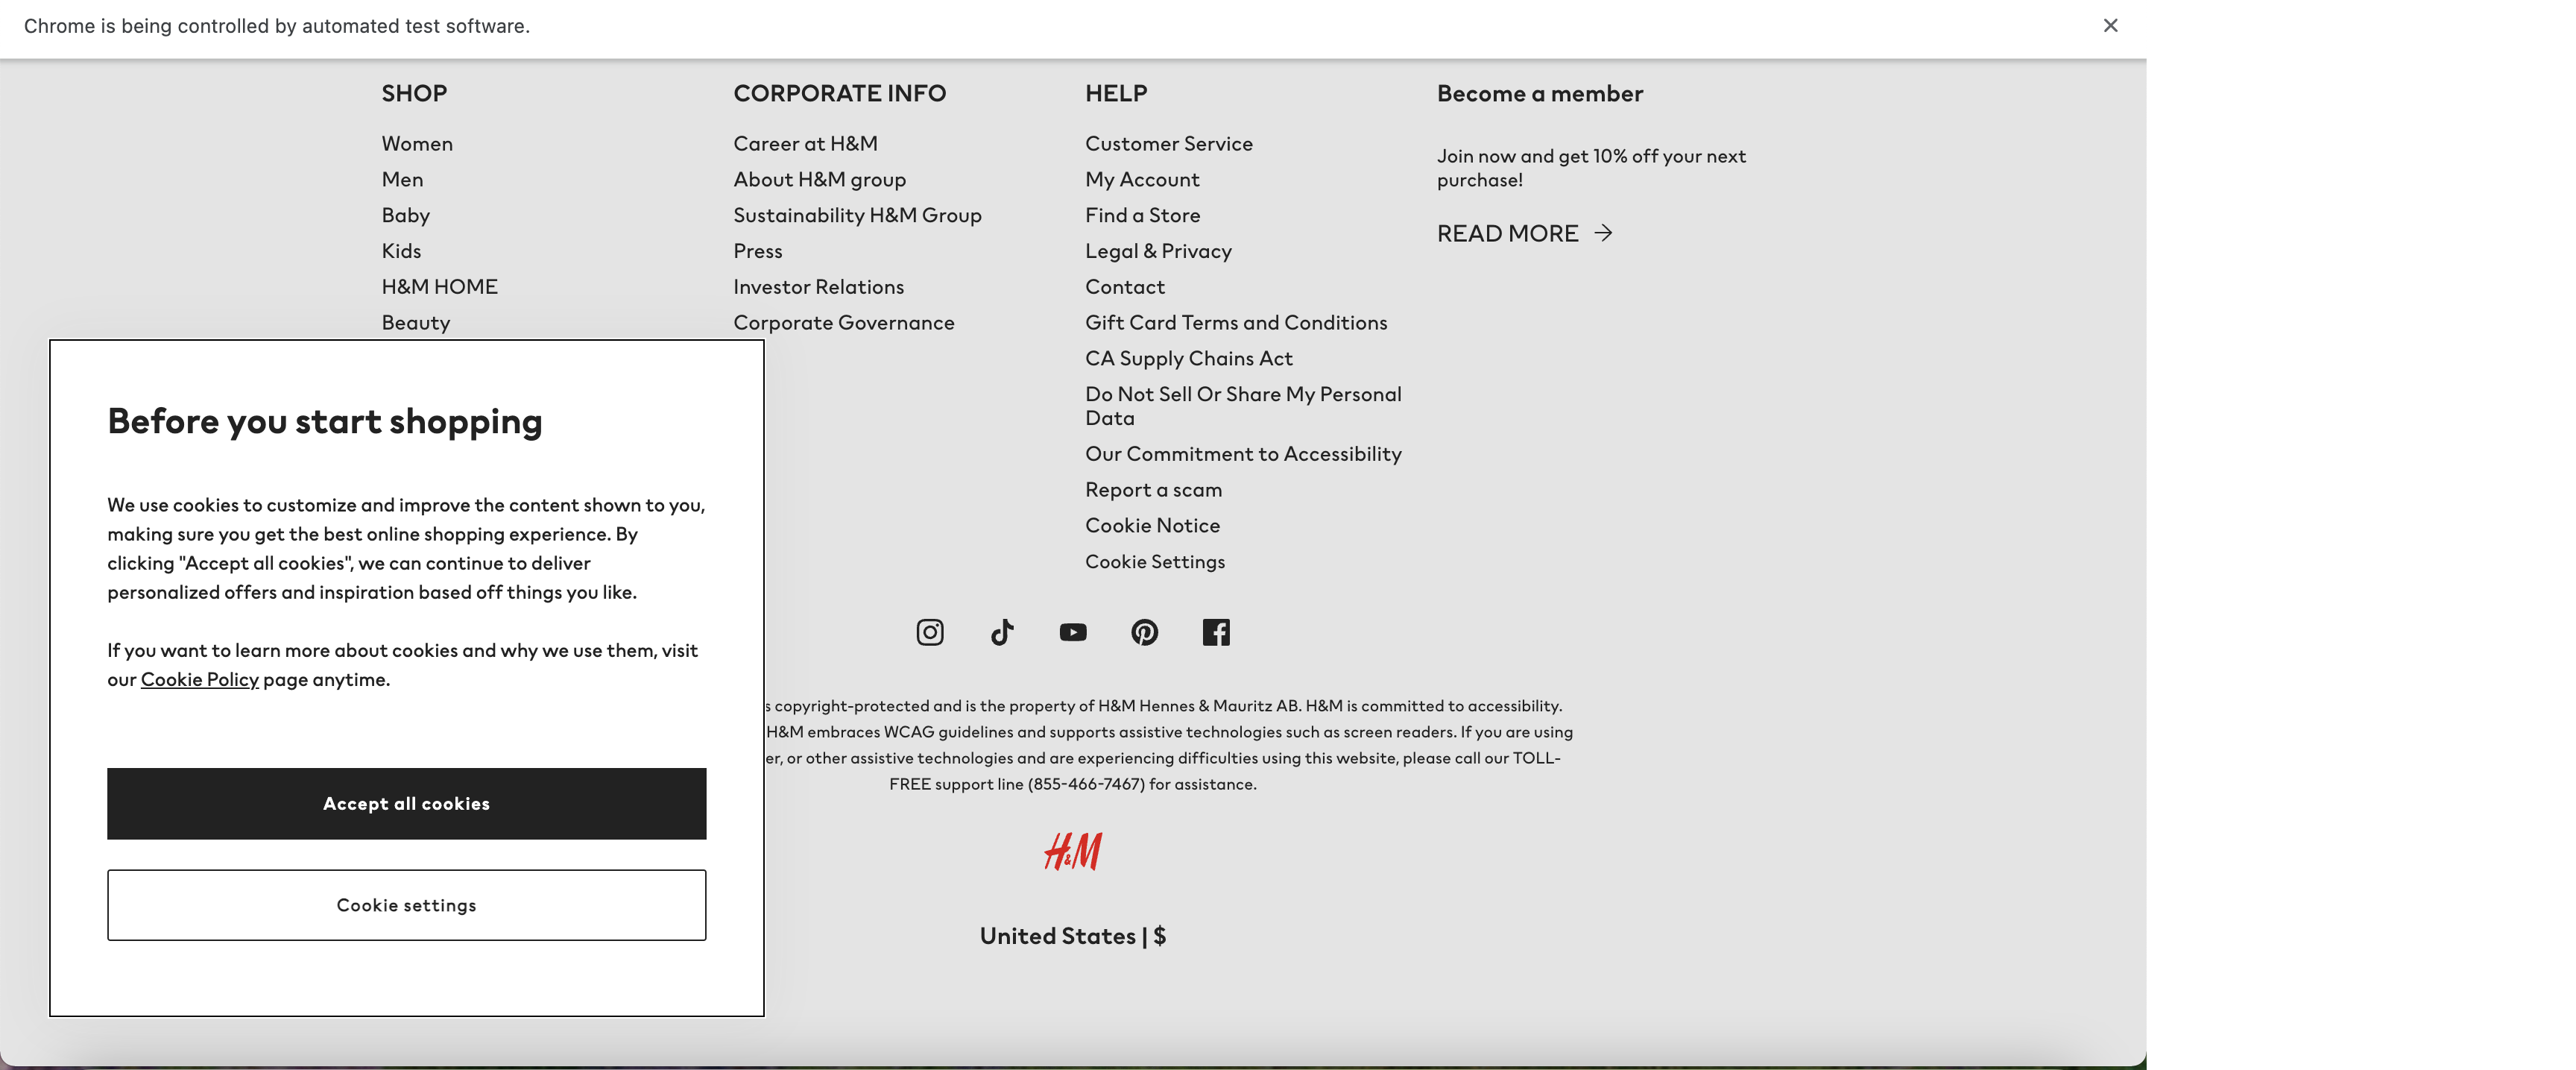 Chrome is being controlled by automated test software.
SHOP
Women
Men
Baby
Kids
H&M HOME
Beauty
CORPORATE INFO
Career at H&M
About H&M group
Sustainability H&M Group
Press
Investor Relations
Corporate Governance
HELP
Customer Service
My Account
Find a Store
Legal & Privacy
Contact
Gift Card Terms and Conditions
CA Supply Chains Act
Do Not Sell Or Share My Personal
Data
Our Commitment to Accessibility
Report a scam
Cookie Notice
Cookie Settings
Become a member
Join now and get 10% off your next
purchase!
READ MORE
Before you start shopping
We use cookies to customize and improve the content shown to you,
making sure you get the best online shopping experience. By
clicking "Accept all cookies", we can continue to deliver
personalized offers and inspiration based off things you like.
If you want to learn more about cookies and why we use them, visit
our Cookie Policy page anytime.
Accept all cookies
Cookie settings
copyright-protected and is the property of H&M Hennes & Mauritz AB. H&M is committed to accessibility.
H&M embraces WCAG guidelines and supports assistive technologies such as screen readers. If you are using
or other assistive technologies and are experiencing difficulties using this website, please call our TOLL-
FREE support line (855-466-7467) for assistance.
H&M
United States | $